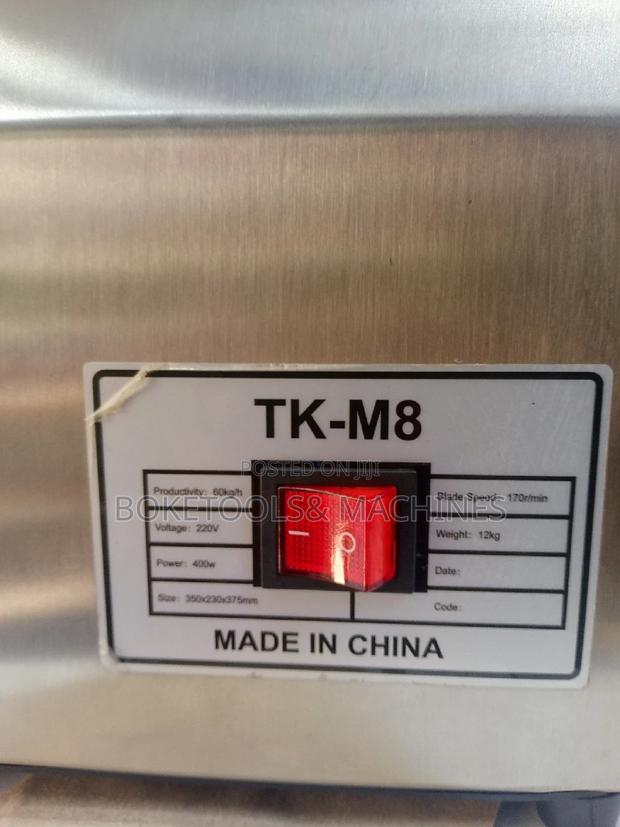 TK-M8
POSTED ON JIJI
BOKETOOLS& MACHINES
Productivity: 60kg/h
Blade Speed: 170r/min
Voltage: 220V
Weight: 12kg
Power: 400w
Date:
Size: 350x230x375mm
Code:
MADE IN CHINA